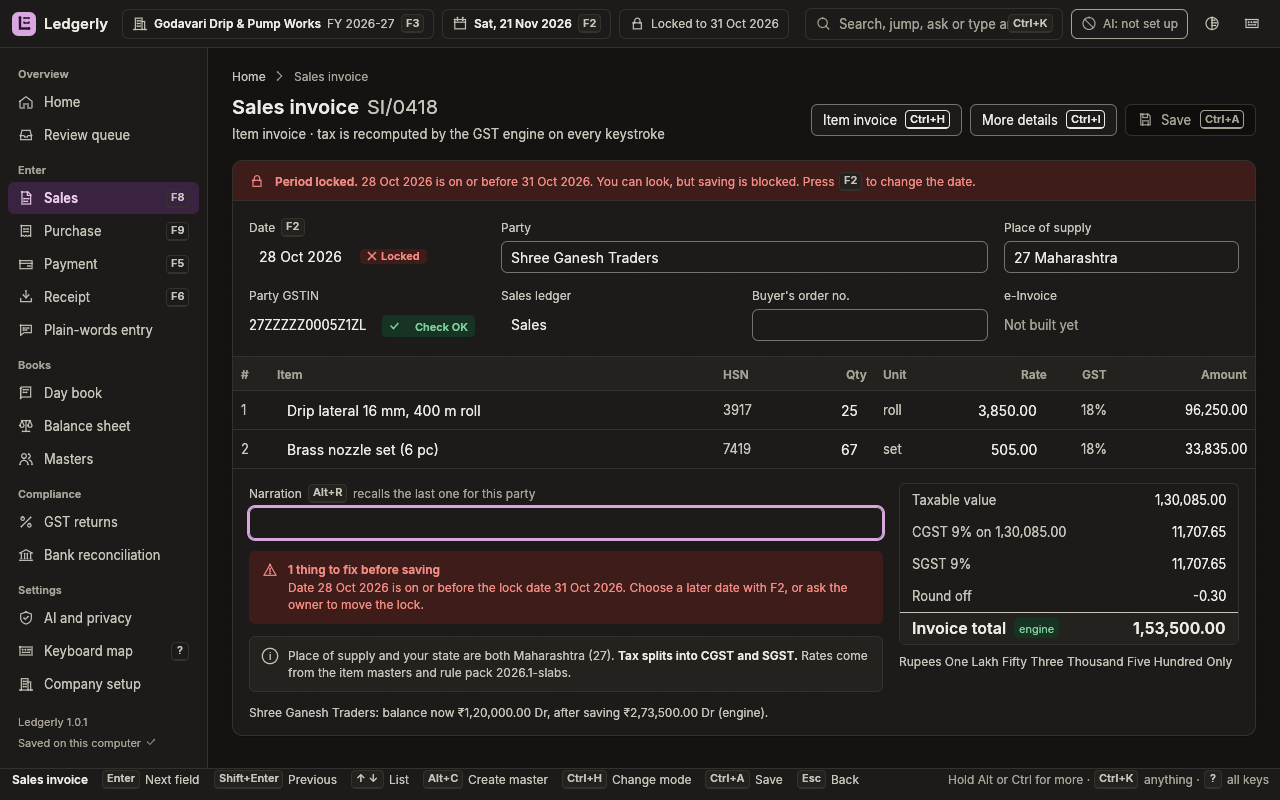 Ledgerly
Godavari Drip & Pump Works FY 2026-27 F3
Sat, 21 Nov 2026 F2
Locked to 31 Oct 2026
Search, jump, ask or type a Ctrl+K
AI: not set up
Overview
Home
Review queue
Enter
Sales F8
Purchase F9
Payment F5
Receipt F6
Plain-words entry
Books
Day book
Balance sheet
Masters
Compliance
GST returns
Bank reconciliation
Settings
AI and privacy
Keyboard map ?
Company setup
Ledgerly 1.0.1
Saved on this computer
Home Sales invoice
Sales invoice SI/0418
Item invoice · tax is recomputed by the GST engine on every keystroke
Item invoice Ctrl+H
More details Ctrl+I
Save Ctrl+A
Period locked. 28 Oct 2026 is on or before 31 Oct 2026. You can look, but saving is blocked. Press F2 to change the date.
Date F2
28 Oct 2026 Locked
Party
Shree Ganesh Traders
Place of supply
27 Maharashtra
Party GSTIN
27ZZZZZ0005Z1ZL Check OK
Sales ledger
Sales
Buyer's order no.
e-Invoice
Not built yet
# Item HSN Qty Unit Rate GST Amount
1 Drip lateral 16 mm, 400 m roll 3917 25 roll 3,850.00 18% 96,250.00
2 Brass nozzle set (6 pc) 7419 67 set 505.00 18% 33,835.00
Narration Alt+R recalls the last one for this party
1 thing to fix before saving
Date 28 Oct 2026 is on or before the lock date 31 Oct 2026. Choose a later date with F2, or ask the
owner to move the lock.
Place of supply and your state are both Maharashtra (27). Tax splits into CGST and SGST. Rates come
from the item masters and rule pack 2026.1-slabs.
Shree Ganesh Traders: balance now ₹1,20,000.00 Dr, after saving ₹2,73,500.00 Dr (engine).
Taxable value 1,30,085.00
CGST 9% on 1,30,085.00 11,707.65
SGST 9% 11,707.65
Round off -0.30
Invoice total engine 1,53,500.00
Rupees One Lakh Fifty Three Thousand Five Hundred Only
Sales invoice Enter Next field Shift+Enter Previous ↑ ↓ List Alt+C Create master Ctrl+H Change mode Ctrl+A Save Esc Back Hold Alt or Ctrl for more · Ctrl+K anything · ? all keys